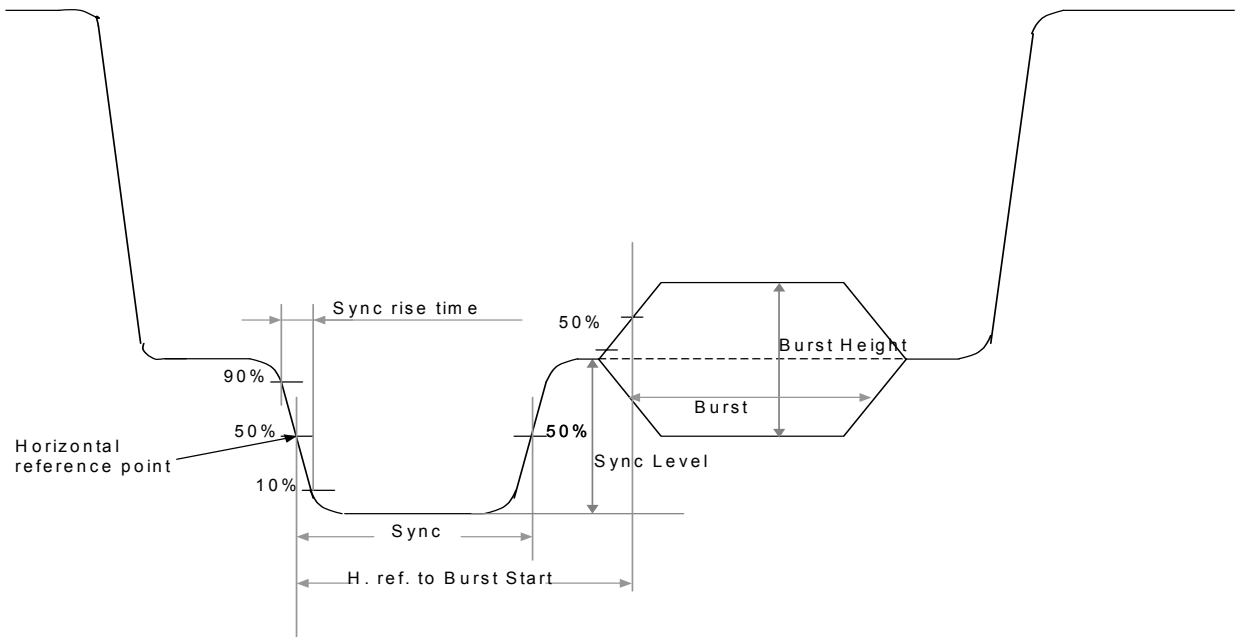 Sync rise time
50%
Burst Height
90%
Burst
50%
50%
Horizontal
reference point
Sync Level
10%
Sync
H. ref. to Burst Start